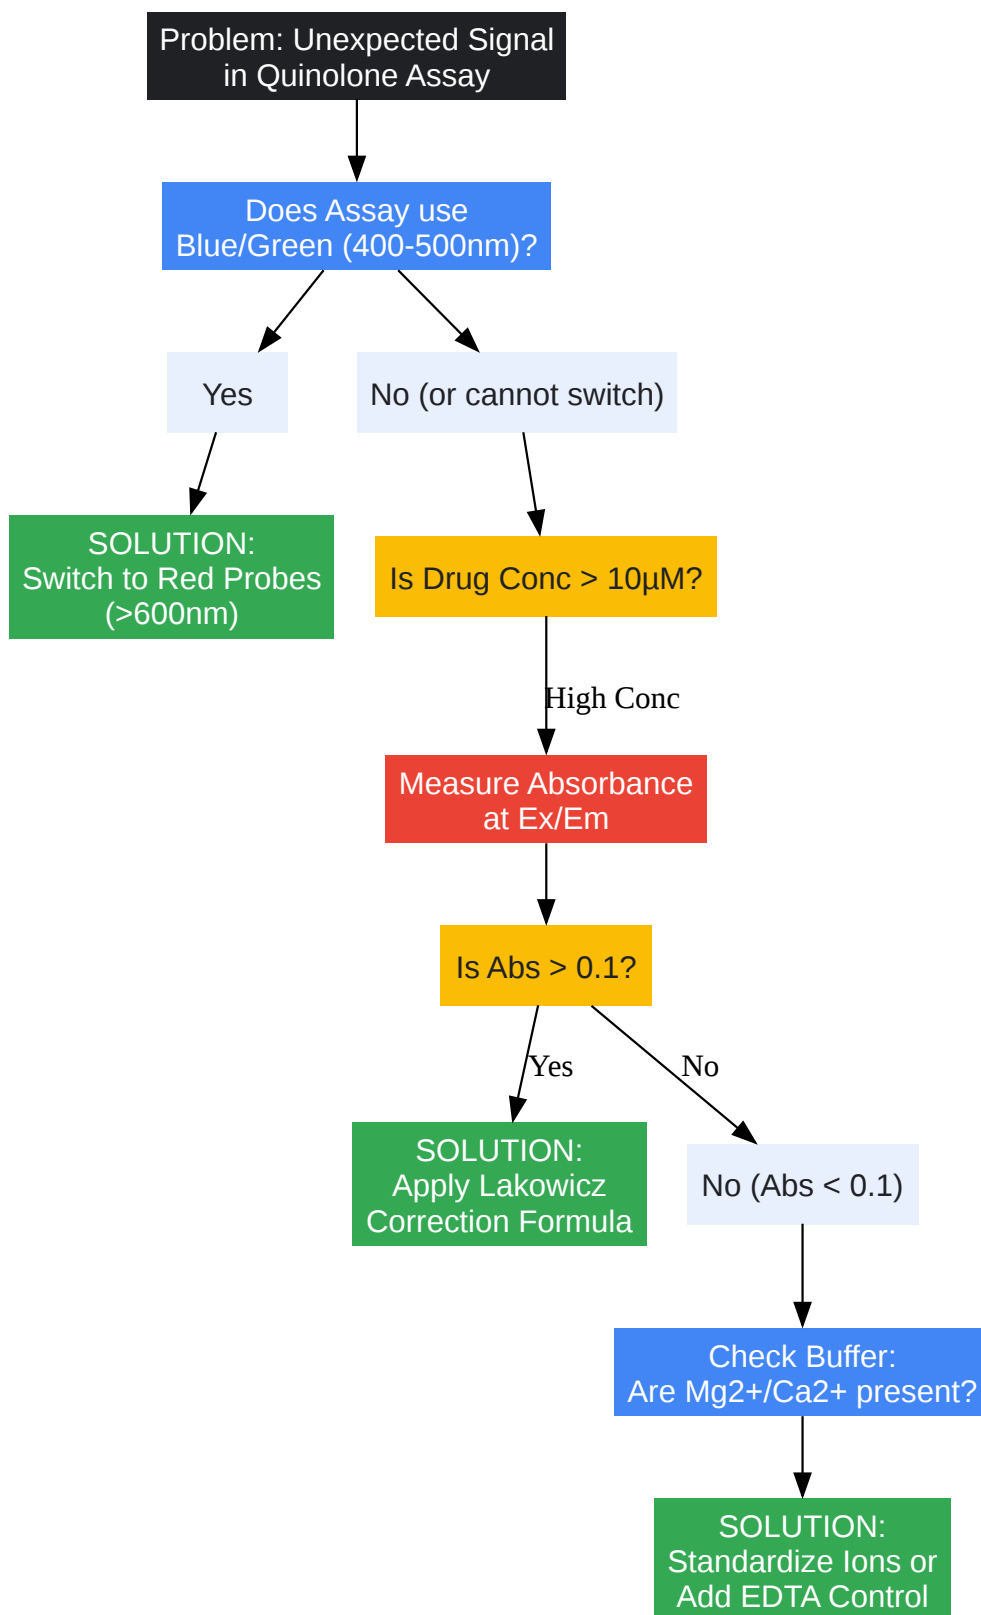 Problem: Unexpected Signal
in Quinolone Assay
Does Assay use
Blue/Green (400-500nm)?
Yes
No (or cannot switch)
SOLUTION:
Switch to Red Probes
(>600nm)
Is Drug Conc > 10µM?
High Conc
Measure Absorbance
at Ex/Em
Is Abs > 0.1?
Yes
No
SOLUTION:
Apply Lakowicz
Correction Formula
No (Abs < 0.1)
Check Buffer:
Are Mg2+/Ca2+ present?
SOLUTION:
Standardize Ions or
Add EDTA Control